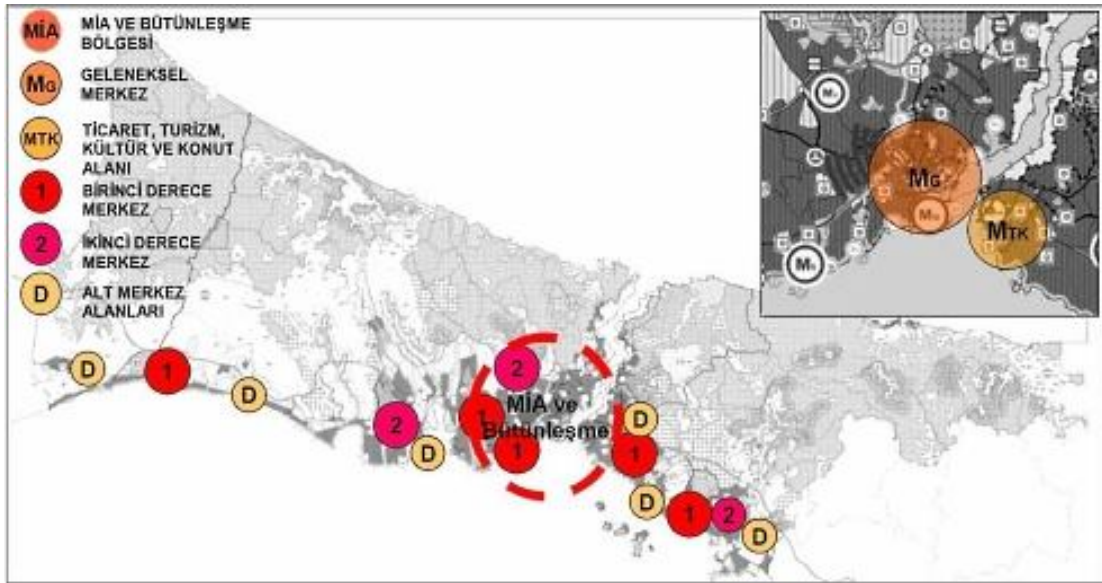 MİA
MİA VE BÜTÜNLEŞME
BÖLGESİ
MG
GELENEKSEL
MERKEZ
MTK
TİCARET, TURİZM,
KÜLTÜR VE KONUT
ALANI
1
BİRİNCİ DERECE
MERKEZ
2
İKİNCİ DERECE
MERKEZ
D
ALT MERKEZ
ALANLARI
MG
MTK
D
1
D
2
D
2
1
MİA ve
Bütünleşme
1
D
1
D
1
2
D